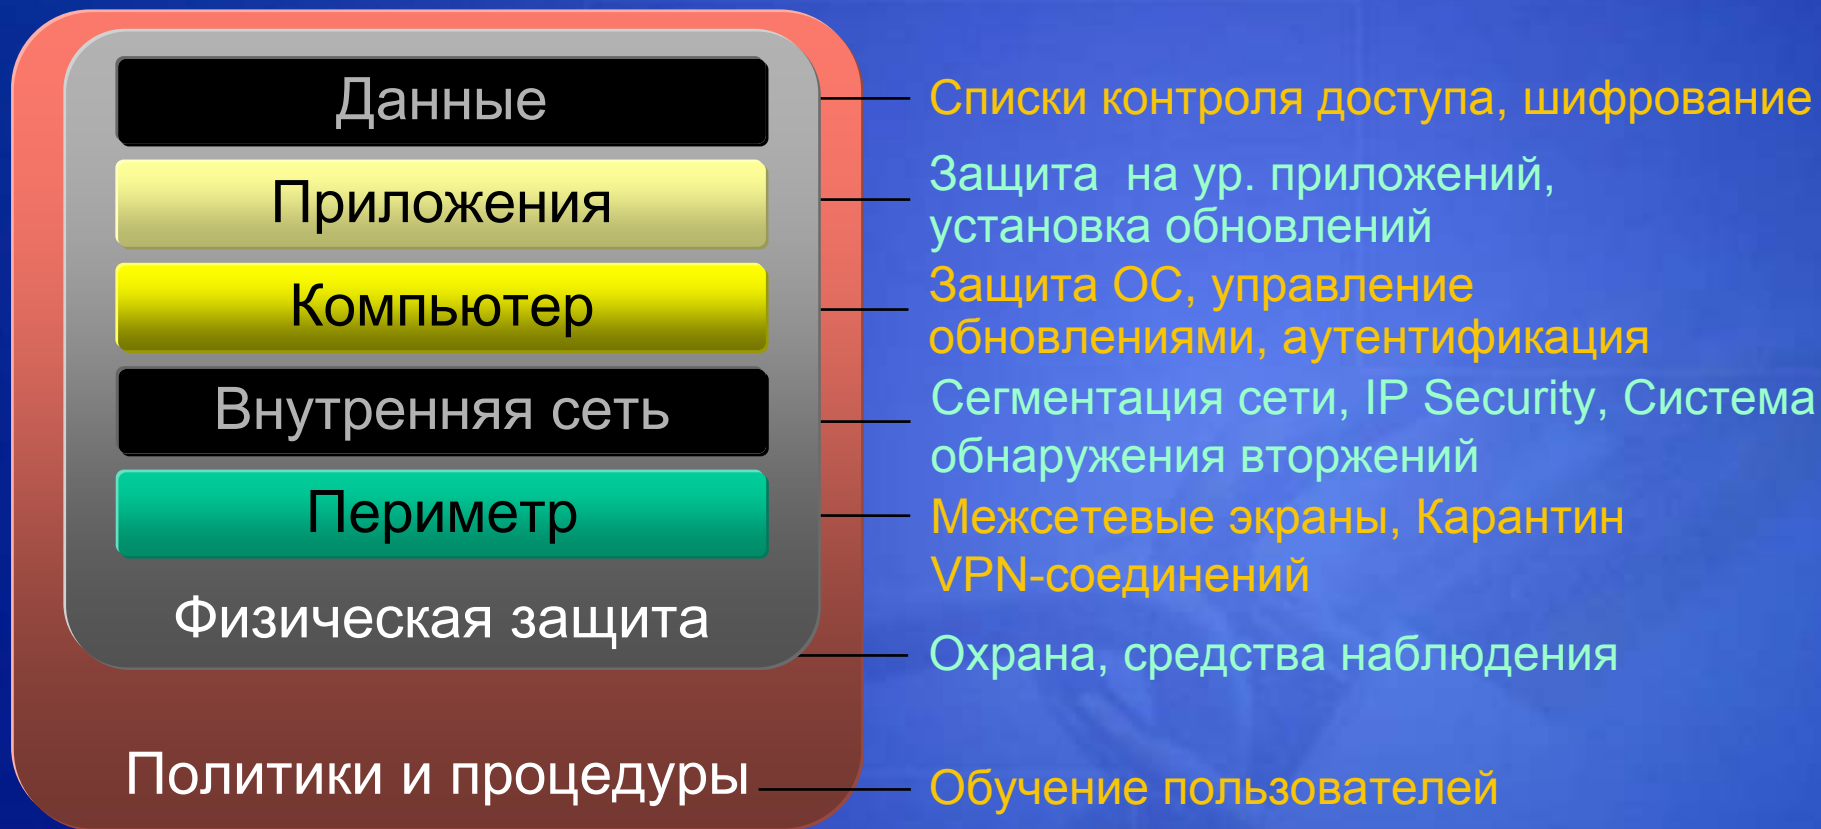 Данные
Списки контроля доступа, шифрование
Приложения
Защита на ур. приложений,
установка обновлений
Компьютер
Защита ОС, управление
обновлениями, аутентификация
Внутренняя сеть
Сегментация сети, IP Security, Система
обнаружения вторжений
Периметр
Межсетевые экраны, Карантин
VPN-соединений
Физическая защита
Охрана, средства наблюдения
Политики и процедуры
Обучение пользователей